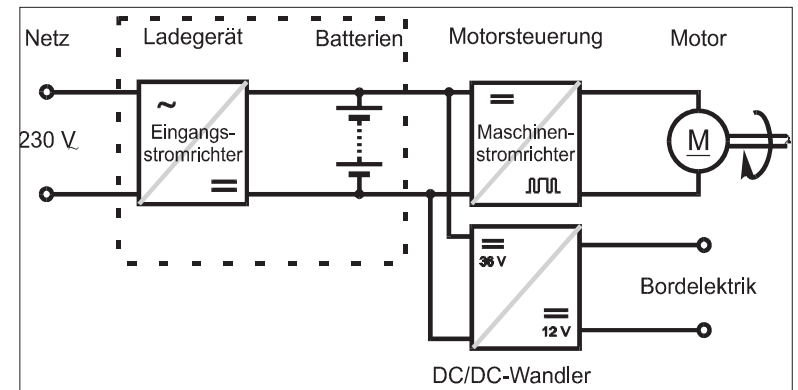 Netz
Ladegerät
Batterien
Motorsteuerung
Motor
230 V~
~
Eingangs-
stromrichter
Maschinen-
stromrichter
M
36 V
12 V
Bordelektrik
DC/DC-Wandler